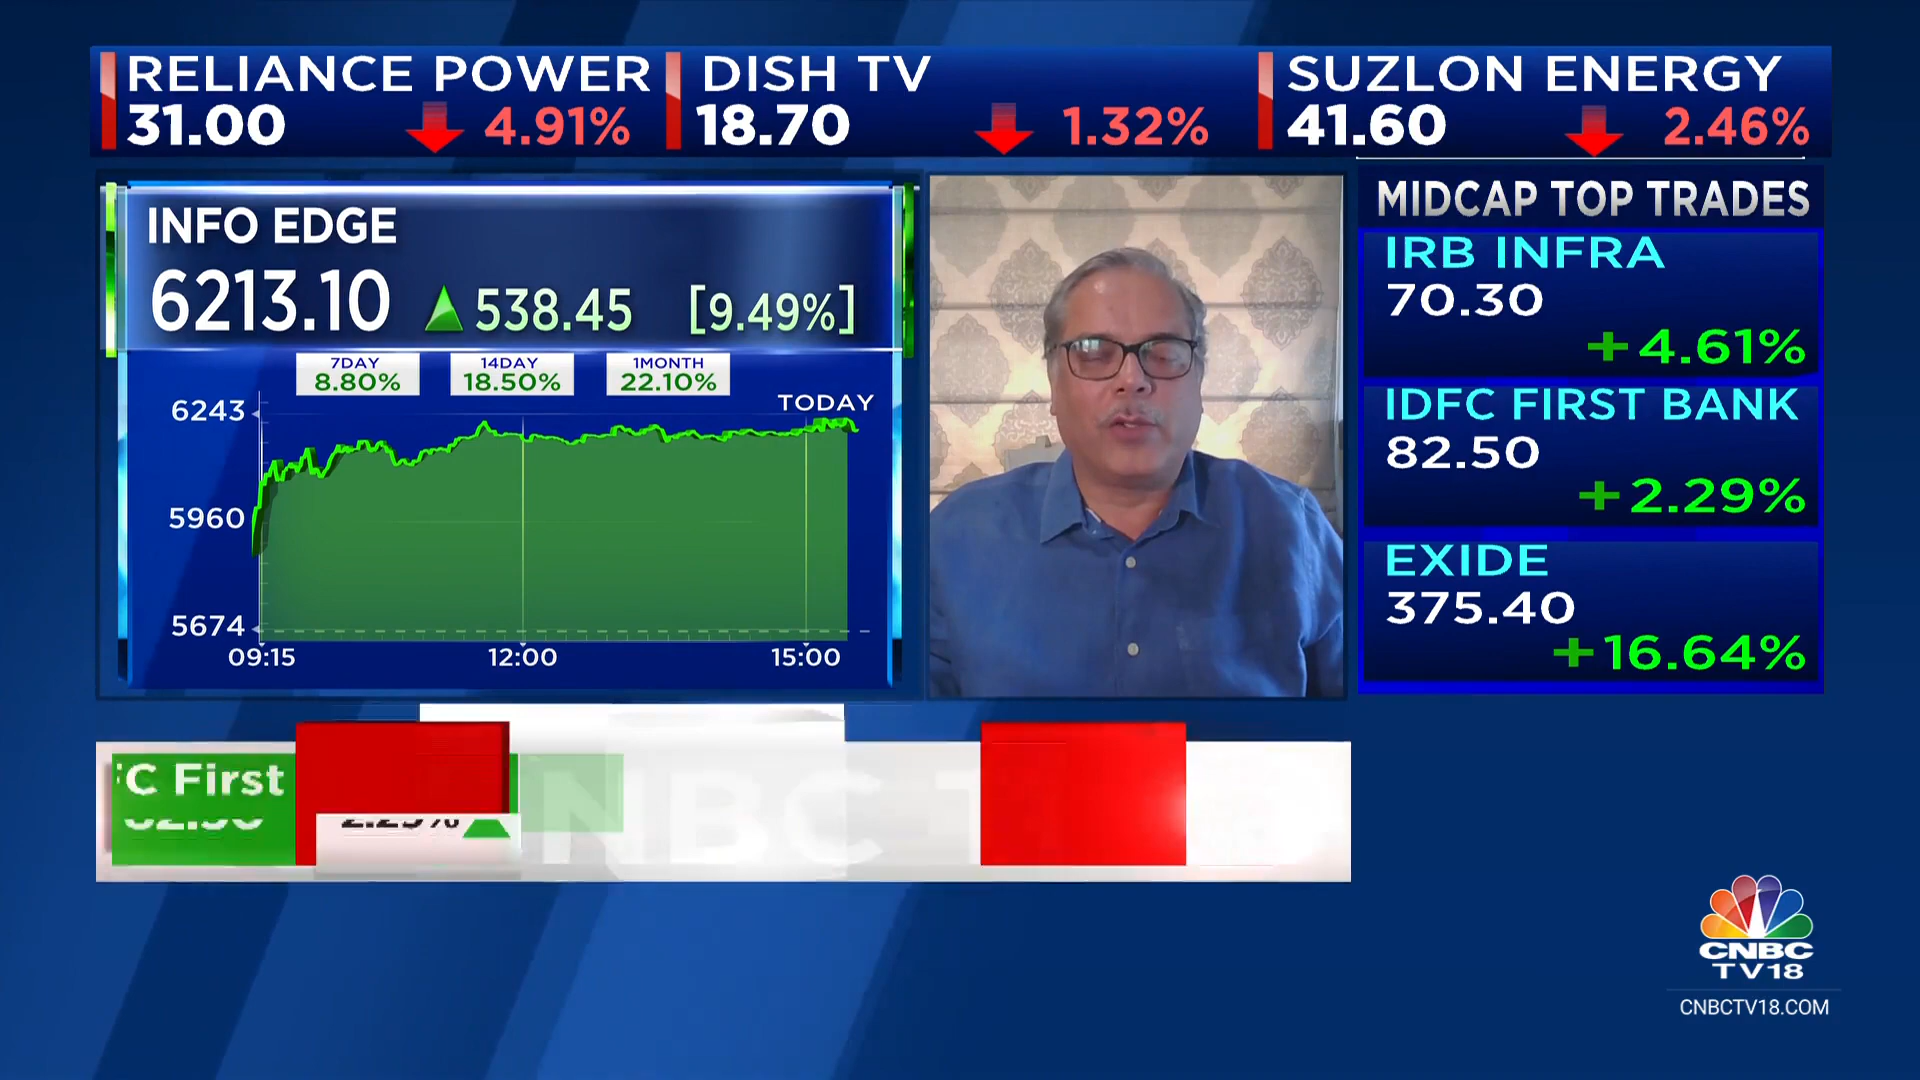 RELIANCE POWER
31.00 4.91%
DISH TV
18.70 1.32%
SUZLON ENERGY
41.60 2.46%
INFO EDGE
6213.10 538.45 [9.49%]
7DAY
8.80%
14DAY
18.50%
1MONTH
22.10%
TODAY
6243
5960
5674
09:15 12:00 15:00
MIDCAP TOP TRADES
IRB INFRA
70.30
+4.61%
IDFC FIRST BANK
82.50
+2.29%
EXIDE
375.40
+16.64%
C First
NBC T
CNBC
TV18
CNBCTV18.COM